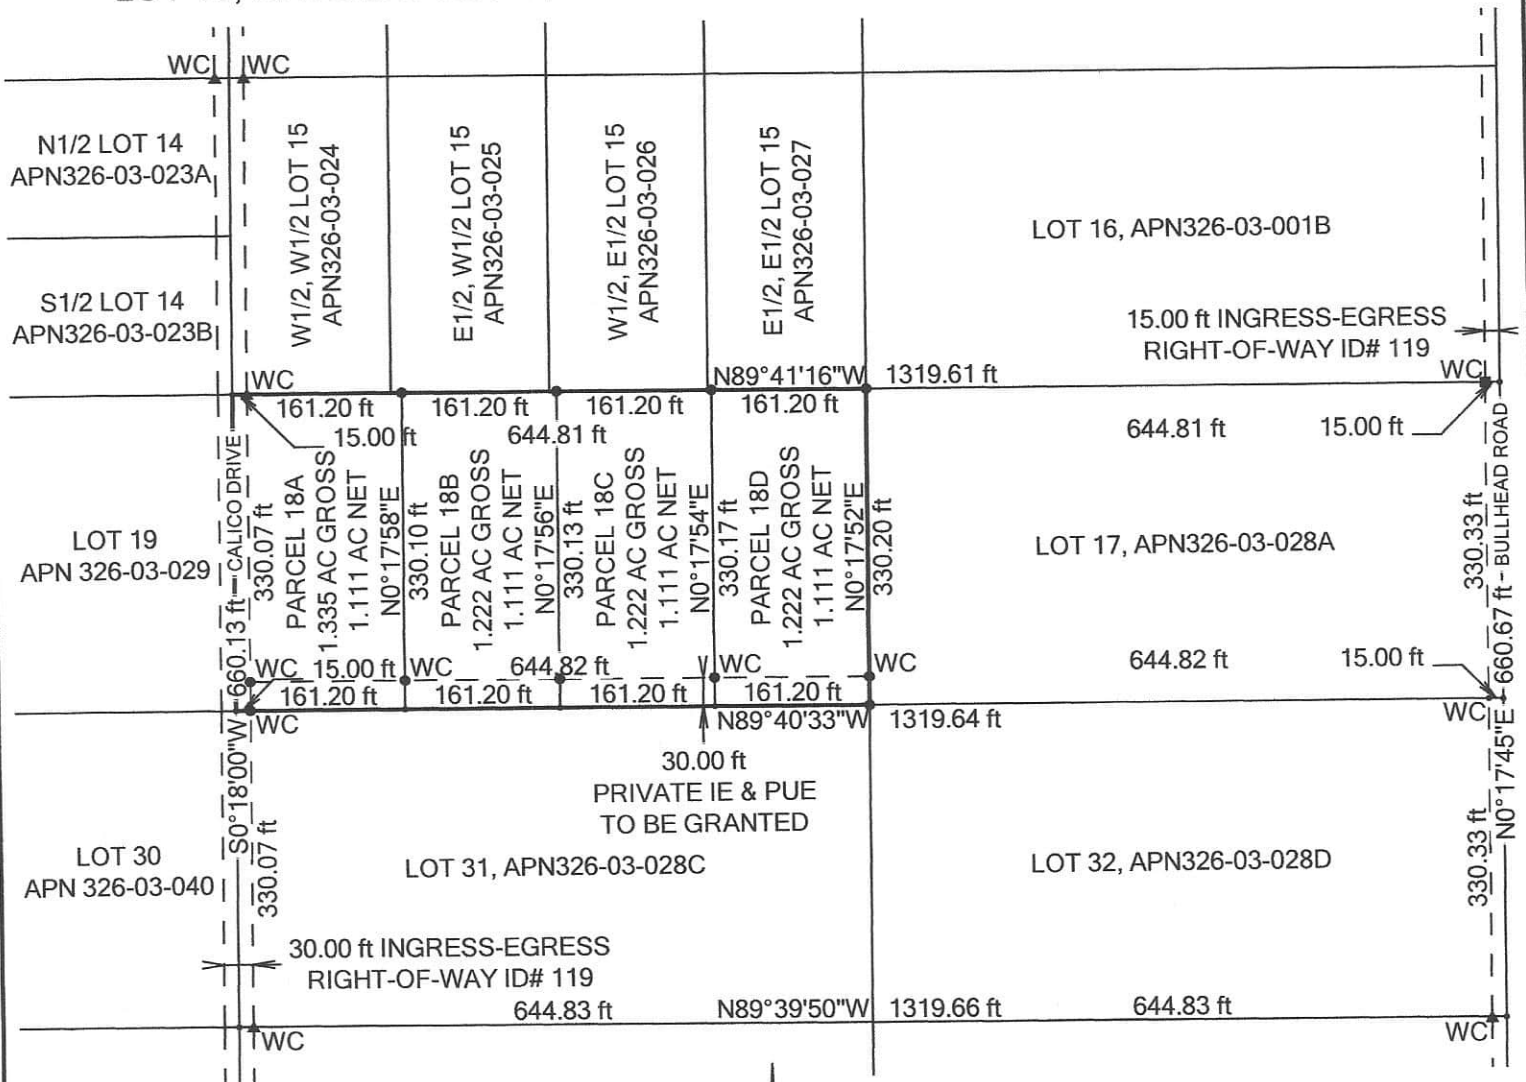 WC
WC
N1/2 LOT 14
APN326-03-023A
S1/2 LOT 14
APN326-03-023B
W1/2, W1/2 LOT 15
APN326-03-024
E1/2, W1/2 LOT 15
APN326-03-025
W1/2, E1/2 LOT 15
APN326-03-026
E1/2, E1/2 LOT 15
APN326-03-027
LOT 16, APN326-03-001B
15.00 ft INGRESS-EGRESS
RIGHT-OF-WAY ID# 119
WC
WC
N89°41'16"W
1319.61 ft
161.20 ft
161.20 ft
161.20 ft
161.20 ft
15.00 ft
644.81 ft
644.81 ft
15.00 ft
LOT 19
APN 326-03-029
S0°18'00"W
660.13 ft
CALICO DRIVE
330.07 ft
PARCEL 18A
1.335 AC GROSS
1.111 AC NET
N0°17'58"E
330.10 ft
PARCEL 18B
1.222 AC GROSS
1.111 AC NET
N0°17'56"E
330.13 ft
PARCEL 18C
1.222 AC GROSS
1.111 AC NET
N0°17'54"E
330.17 ft
PARCEL 18D
1.222 AC GROSS
1.111 AC NET
N0°17'52"E
330.20 ft
LOT 17, APN326-03-028A
330.33 ft
N0°17'45"E
660.67 ft - BULLHEAD ROAD
WC
15.00 ft
WC
644.82 ft
WC
WC
644.82 ft
15.00 ft
161.20 ft
161.20 ft
161.20 ft
161.20 ft
WC
N89°40'33"W
1319.64 ft
WC
30.00 ft
PRIVATE IE & PUE
TO BE GRANTED
LOT 30
APN 326-03-040
330.07 ft
LOT 31, APN326-03-028C
LOT 32, APN326-03-028D
330.33 ft
30.00 ft INGRESS-EGRESS
RIGHT-OF-WAY ID# 119
644.83 ft
N89°39'50"W
1319.66 ft
644.83 ft
WC
WC